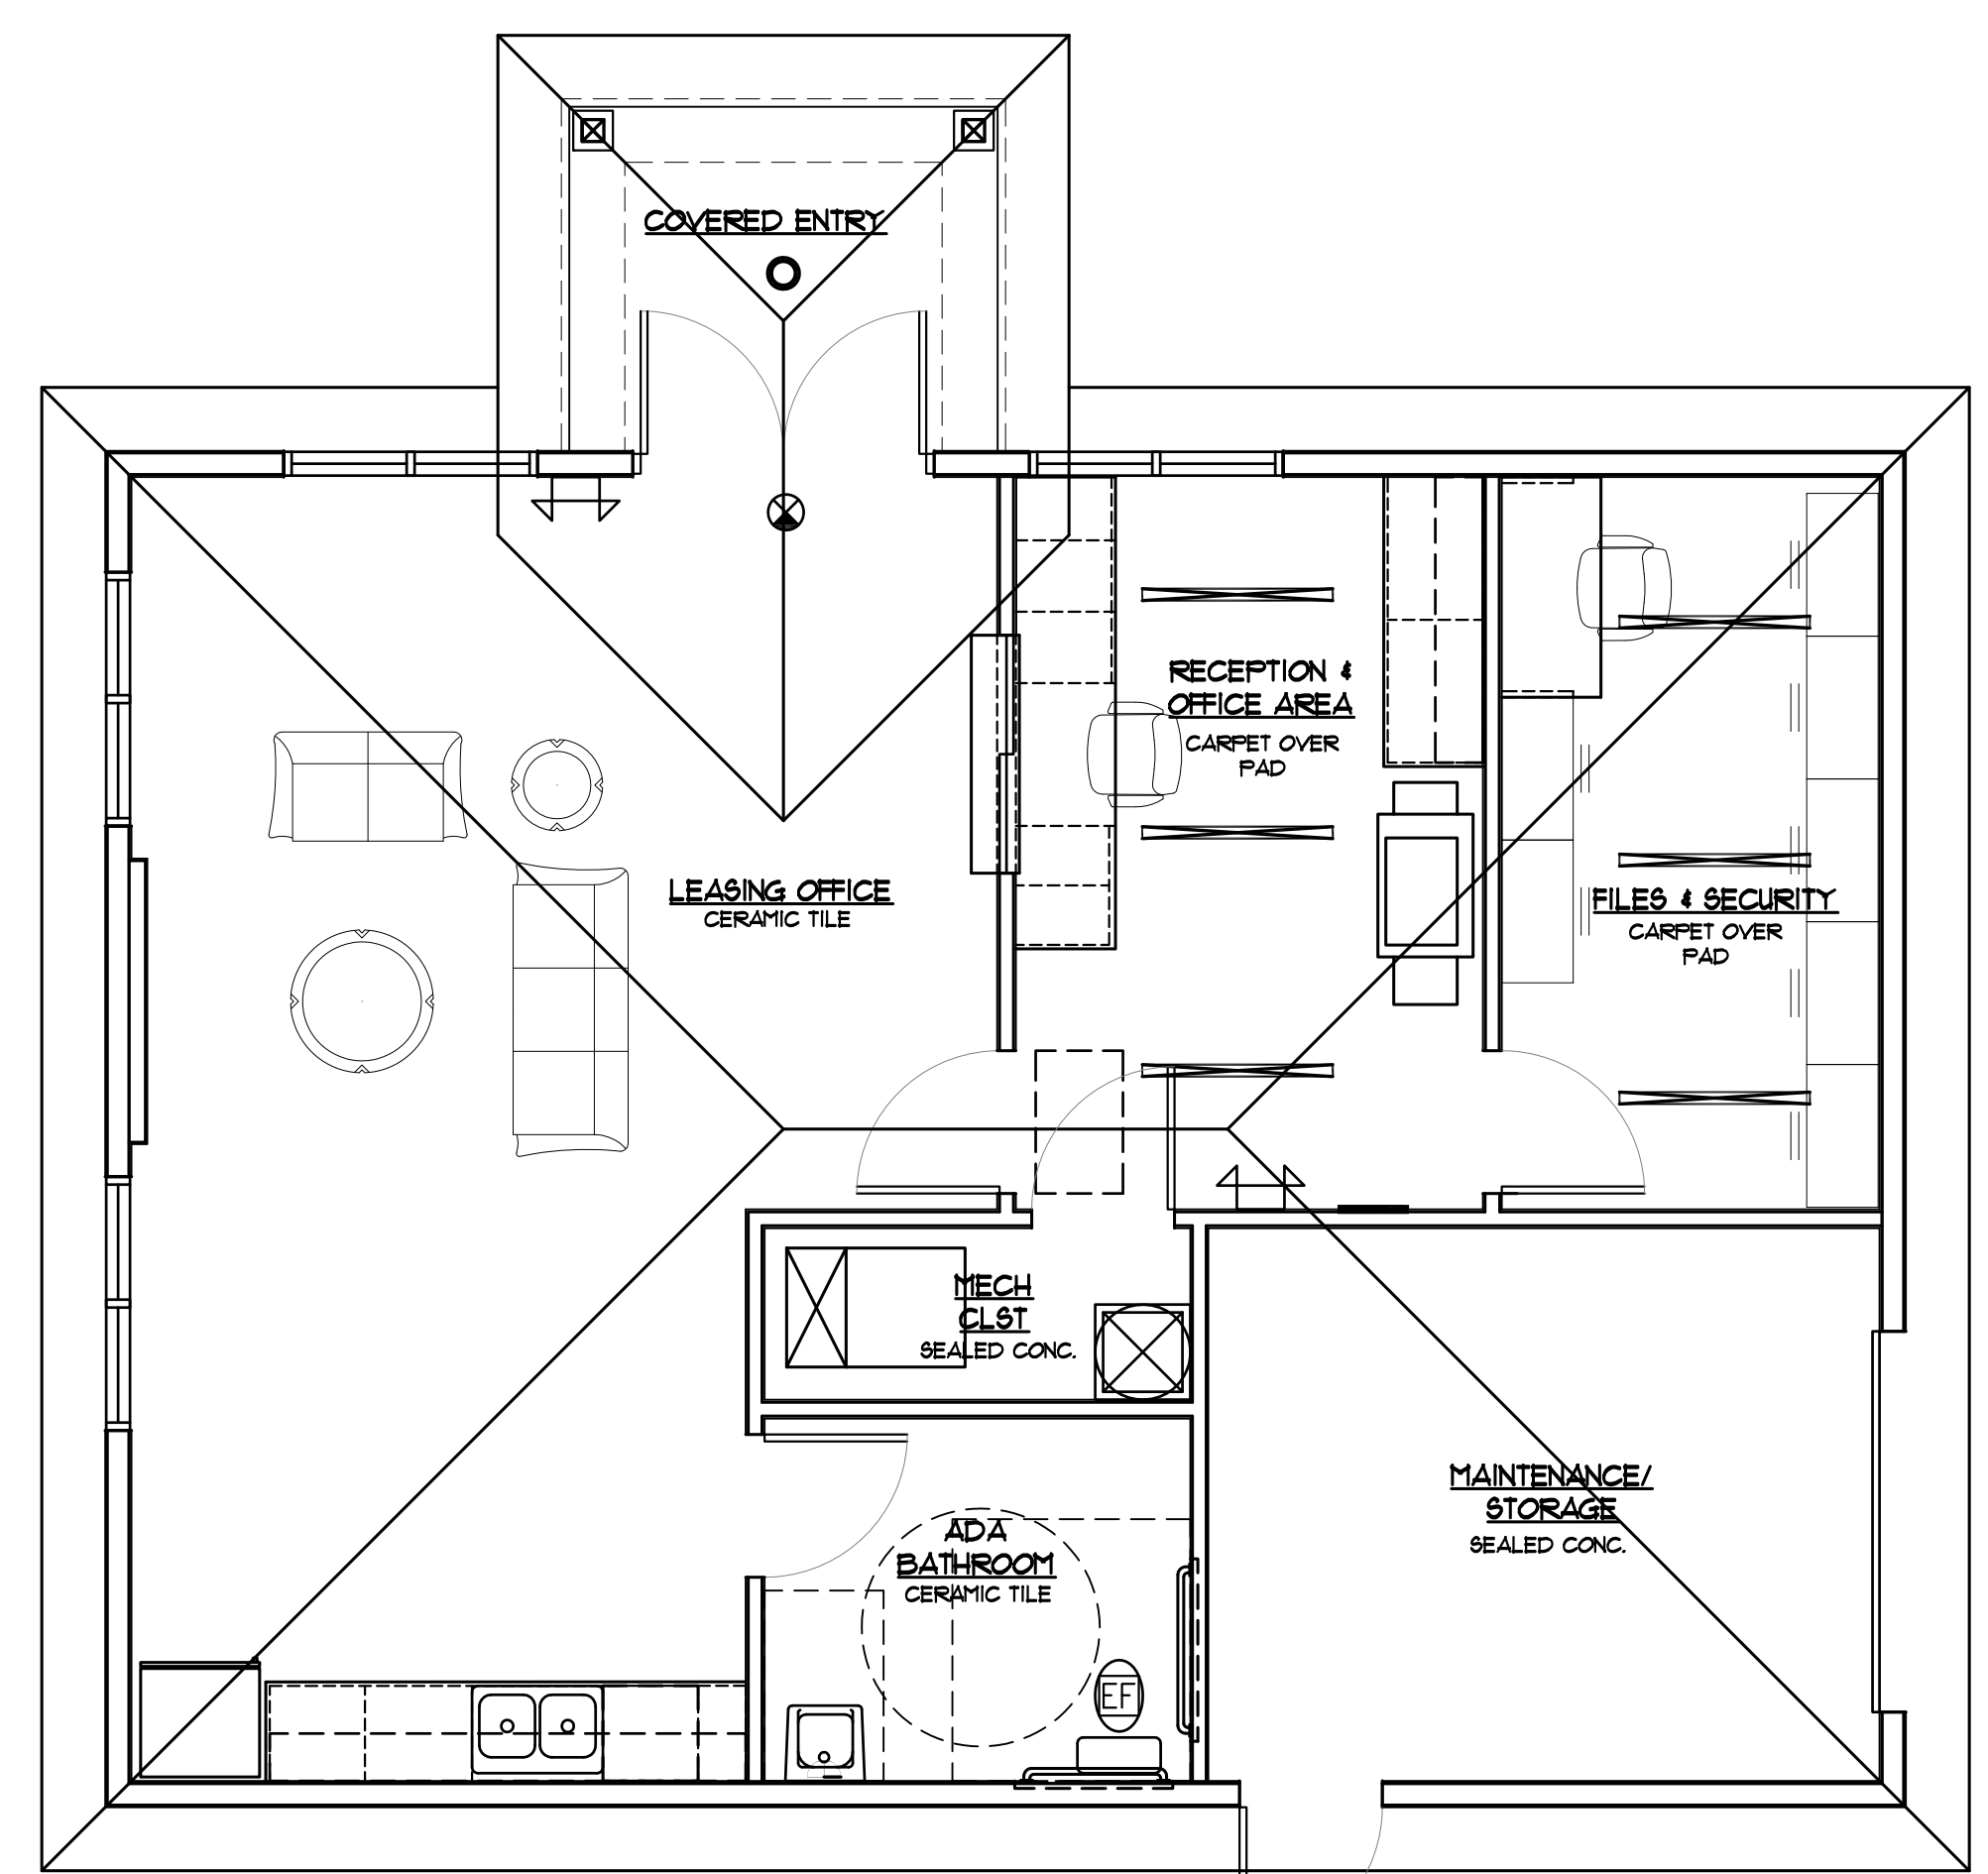 COVERED ENTRY
RECEPTION &
OFFICE AREA
CARPET OVER
PAD
LEASING OFFICE
CERAMIC TILE
FILES & SECURITY
CARPET OVER
PAD
MECH
CLST
SEALED CONC.
MAINTENANCE/
STORAGE
SEALED CONC.
ADA
BATHROOM
CERAMIC TILE
EF